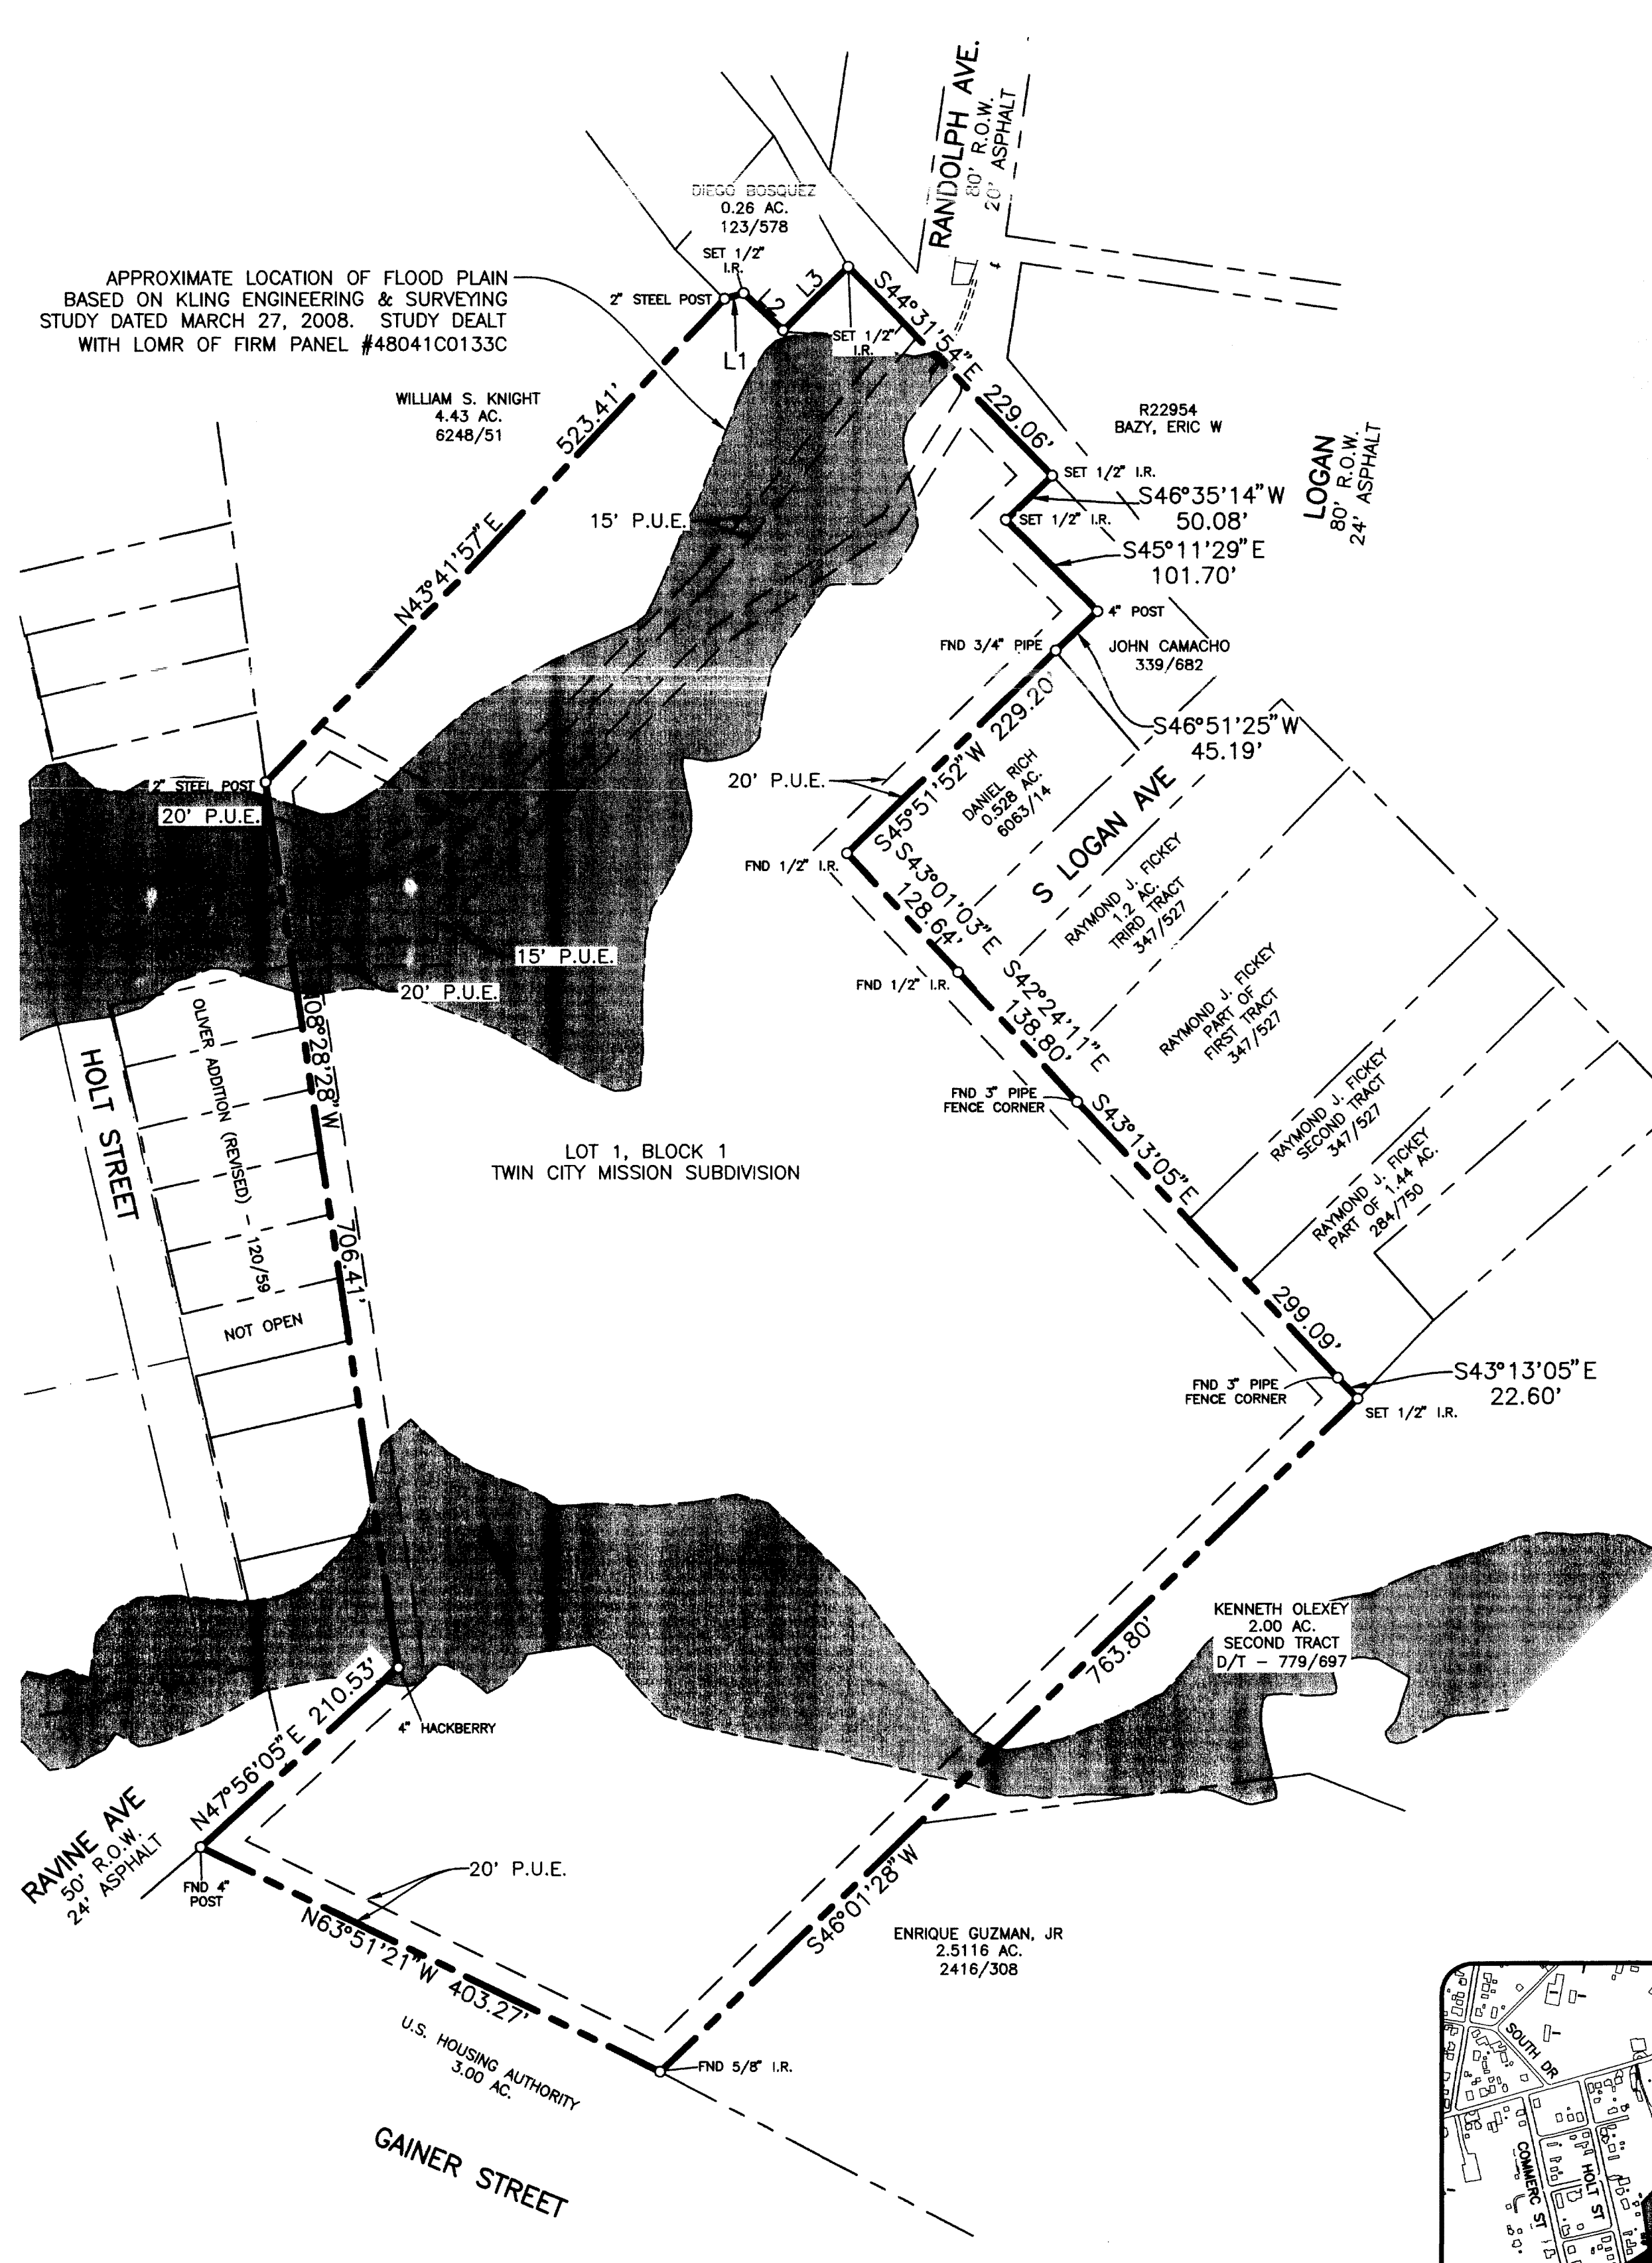 RANDOLPH AVE.
80' R.O.W.
20' ASPHALT
DIEGO BOSQUEZ
0.26 AC.
123/578
SET 1/2"
I.R.
2" STEEL POST
L1
L2
L3
SET 1/2"
I.R.
S44°31'54"E 229.06'
APPROXIMATE LOCATION OF FLOOD PLAIN
BASED ON KLING ENGINEERING & SURVEYING
STUDY DATED MARCH 27, 2008. STUDY DEALT
WITH LOMR OF FIRM PANEL #48041C0133C
WILLIAM S. KNIGHT
4.43 AC.
6248/51
N43°41'57"E 523.41'
R22954
BAZY, ERIC W
LOGAN
80' R.O.W.
24' ASPHALT
SET 1/2" I.R.
S46°35'14"W
50.08'
SET 1/2" I.R.
S45°11'29"E
101.70'
15' P.U.E.
4" POST
FND 3/4" PIPE
JOHN CAMACHO
339/682
S46°51'25"W
45.19'
S45°51'52"W 229.20'
20' P.U.E.
DANIEL RICH
0.528 AC.
6063/14
S LOGAN AVE
2" STEEL POST
20' P.U.E.
FND 1/2" I.R.
S43°01'03"E
128.64'
RAYMOND J. FICKEY
1.2 AC.
TRIRD TRACT
347/527
15' P.U.E.
20' P.U.E.
FND 1/2" I.R.
S42°24'11"E
138.80'
RAYMOND J. FICKEY
PART OF
FIRST TRACT
347/527
FND 3" PIPE
FENCE CORNER
S43°13'05"E
299.09'
RAYMOND J. FICKEY
SECOND TRACT
347/527
RAYMOND J. FICKEY
PART OF 1.44 AC.
284/750
HOLT STREET
OLIVER ADDITION (REVISED) - 120/59
08°28'28"W
706.41'
NOT OPEN
LOT 1, BLOCK 1
TWIN CITY MISSION SUBDIVISION
FND 3" PIPE
FENCE CORNER
S43°13'05"E
22.60'
SET 1/2" I.R.
KENNETH OLEXEY
2.00 AC.
SECOND TRACT
D/T - 779/697
763.80'
S46°01'28"W
4" HACKBERRY
N47°56'05"E 210.53'
RAVINE AVE
50' R.O.W.
24' ASPHALT
FND 4"
POST
20' P.U.E.
N63°51'21"W 403.27'
ENRIQUE GUZMAN, JR
2.5116 AC.
2416/308
U.S. HOUSING AUTHORITY
3.00 AC.
FND 5/8" I.R.
GAINER STREET
SOUTH DR
COMMERC ST
HOLT ST